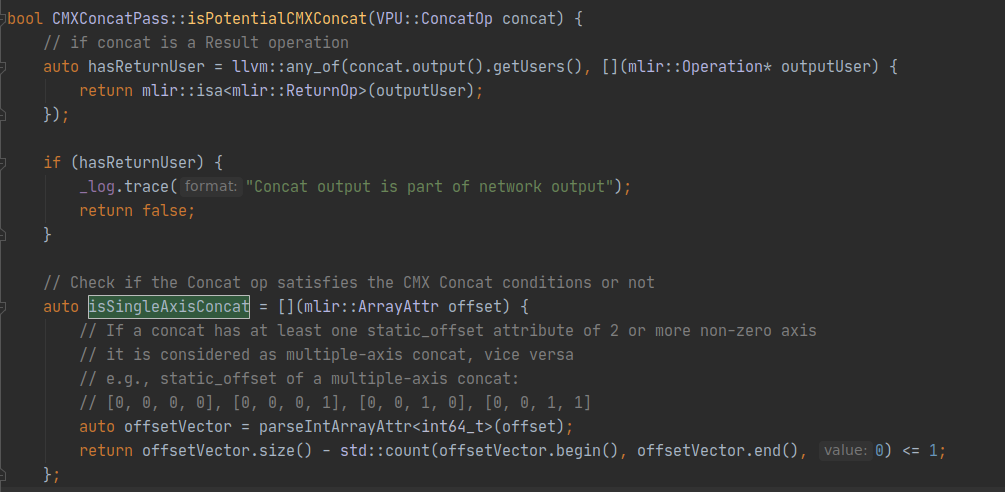 bool CMXConcatPass::isPotentialCMXConcat(VPU::ConcatOp concat) {
    // if concat is a Result operation
    auto hasReturnUser = llvm::any_of(concat.output().getUsers(), [](mlir::Operation* outputUser) {
        return mlir::isa<mlir::ReturnOp>(outputUser);
    });

    if (hasReturnUser) {
        _log.trace( format: "Concat output is part of network output");
        return false;
    }

    // Check if the Concat op satisfies the CMX Concat conditions or not
    auto isSingleAxisConcat = [](mlir::ArrayAttr offset) {
        // If a concat has at least one static_offset attribute of 2 or more non-zero axis
        // it is considered as multiple-axis concat, vice versa
        // e.g., static_offset of a multiple-axis concat:
        // [0, 0, 0, 0], [0, 0, 0, 1], [0, 0, 1, 0], [0, 0, 1, 1]
        auto offsetVector = parseIntArrayAttr<int64_t>(offset);
        return offsetVector.size() - std::count(offsetVector.begin(), offsetVector.end(), value: 0) <= 1;
    };